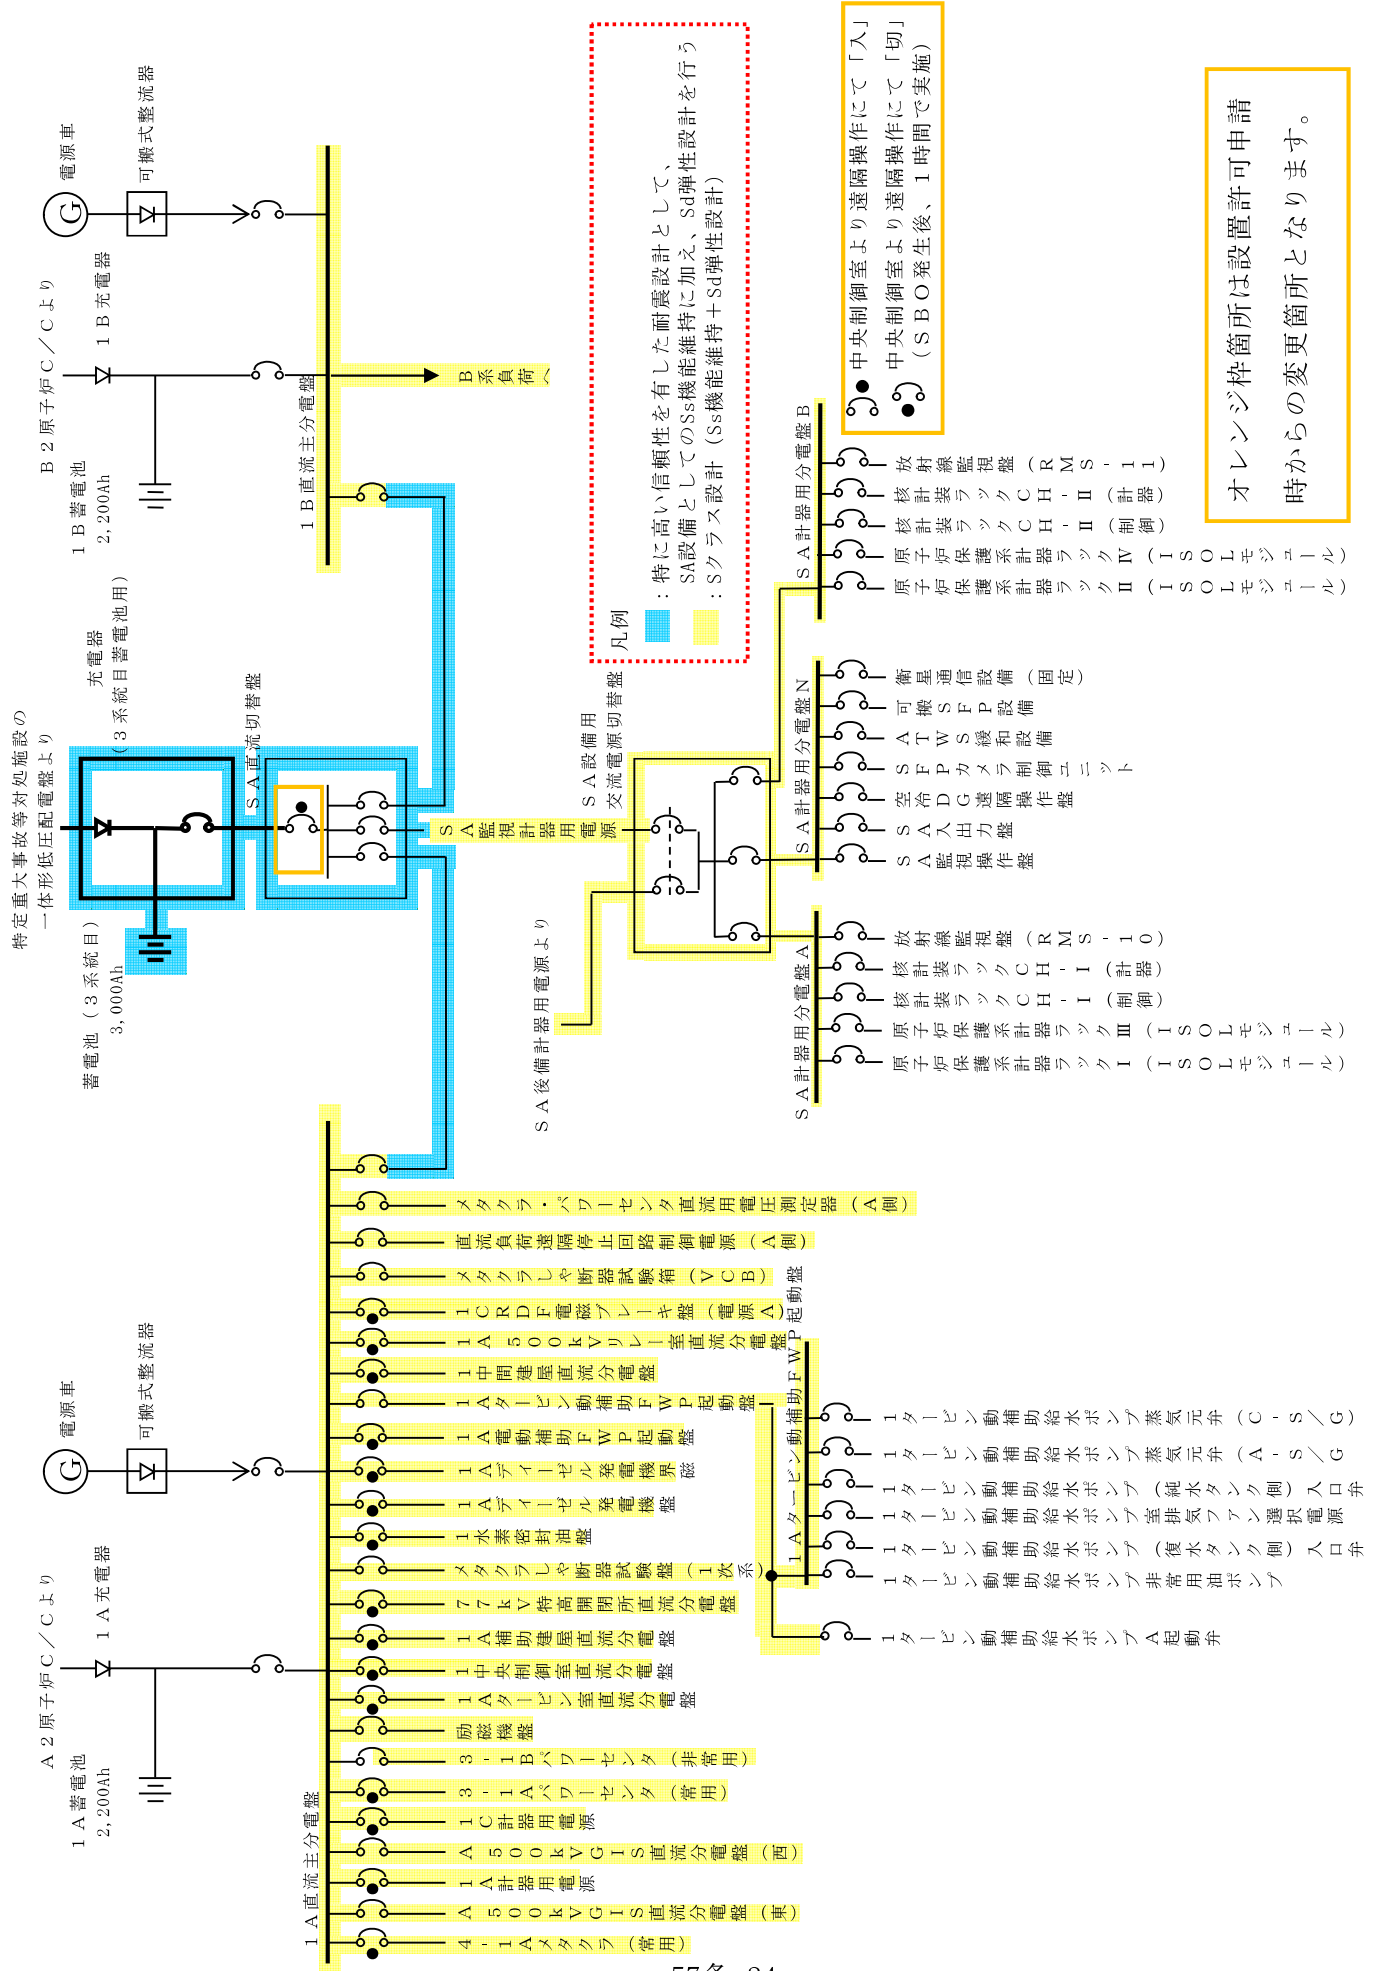 特定重大事故等対処施設の
一体形低圧配電盤より
充電器
(3系統目蓄電池用)
蓄電池(3系統目)
3,000Ah
SA直流切替盤
A2原子炉C/Cより
1A充電器
1A蓄電池
2,200Ah
電源車
G
可搬式整流器
1A直流主分電盤
B2原子炉C/Cより
1B充電器
1B蓄電池
2,200Ah
電源車
G
可搬式整流器
1B直流主分電盤
B系負荷へ
4-1Aメタクラ(常用)
A 500kVGIS直流分電盤(東)
1A計器用電源
A 500kVGIS直流分電盤(西)
1C計器用電源
3-1Aパワーセンタ(常用)
3-1Bパワーセンタ(非常用)
励磁機盤
1Aタービン室直流分電盤
1中央制御室直流分電盤
1A補助建屋直流分電盤
77kV特高開閉所直流分電盤
メタクラしゃ断器試験盤(1次系)
1水素密封油盤
1Aディーゼル発電機盤
1Aディーゼル発電機界磁
1A電動補助FWP起動盤
1Aタービン動補助FWP起動盤
1中間建屋直流分電盤
1A 500kVリレー室直流分電盤
1CRDF電磁ブレーキ盤(電源A)
メタクラしゃ断器試験箱(VCB)
直流負荷遠隔停止回路制御電源(A側)
メタクラ・パワーセンタ直流用電圧測定器(A側)
1Aタービン動補助FWP起動盤
1タービン動補助給水ポンプA起動弁
1タービン動補助給水ポンプ非常用油ポンプ
1タービン動補助給水ポンプ(復水タンク側)入口弁
1タービン動補助給水ポンプ室排気ファン選択電源
1タービン動補助給水ポンプ(純水タンク側)入口弁
1タービン動補助給水ポンプ蒸気元弁(A-S/G
1タービン動補助給水ポンプ蒸気元弁(C-S/G)
SA監視計器用電源
SA後備計器用電源より
SA設備用
交流電源切替盤
SA計器用分電盤A
原子炉保護系計器ラックⅠ(ISOLモジュール)
原子炉保護系計器ラックⅢ(ISOLモジュール)
核計装ラックCH-Ⅰ(制御)
核計装ラックCH-Ⅰ(計器)
放射線監視盤(RMS-10)
SA計器用分電盤N
SA監視操作盤
SA入出力盤
空冷DG遠隔操作盤
SFPカメラ制御ユニット
ATWS緩和設備
可搬SFP設備
衛星通信設備(固定)
SA計器用分電盤B
原子炉保護系計器ラックⅡ(ISOLモジュール)
原子炉保護系計器ラックⅣ(ISOLモジュール)
核計装ラックCH-Ⅱ(制御)
核計装ラックCH-Ⅱ(計器)
放射線監視盤(RMS-11)
凡例
:特に高い信頼性を有した耐震設計として、
SA設備としてのSs機能維持に加え、Sd弾性設計を行う
:Sクラス設計(Ss機能維持+Sd弾性設計)
中央制御室より遠隔操作にて「入」
中央制御室より遠隔操作にて「切」
(SBO発生後、1時間で実施)
オレンジ枠箇所は設置許可申請
時からの変更箇所となります。